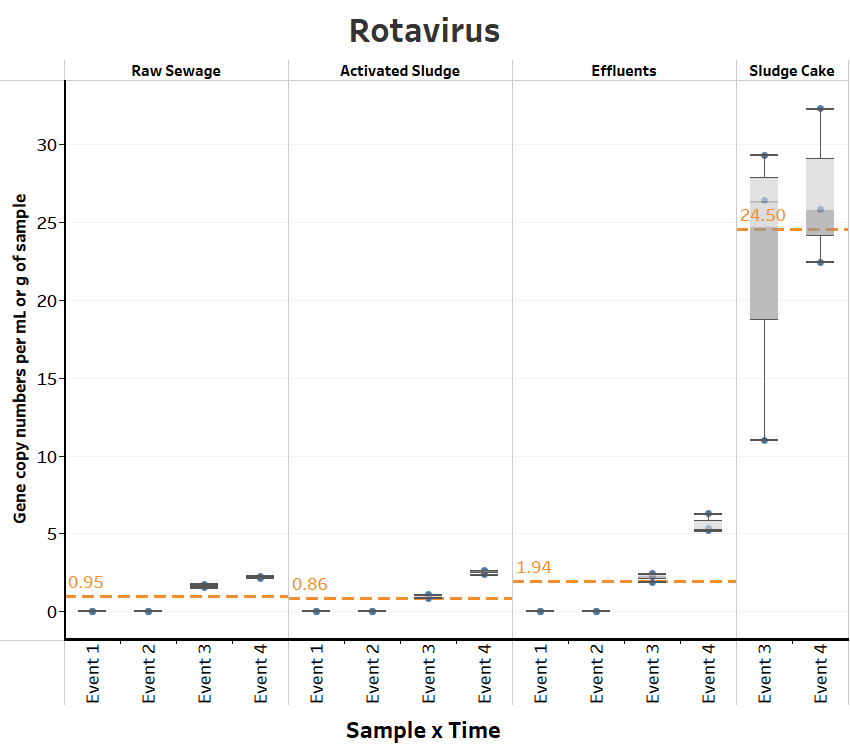 Rotavirus
Raw Sewage
Activated Sludge
Effluents
Sludge Cake
Gene copy numbers per mL or g of sample
30
25
20
15
10
5
0
0.95
0.86
1.94
24.50
Event 1
Event 2
Event 3
Event 4
Event 1
Event 2
Event 3
Event 4
Event 1
Event 2
Event 3
Event 4
Event 3
Event 4
Sample x Time